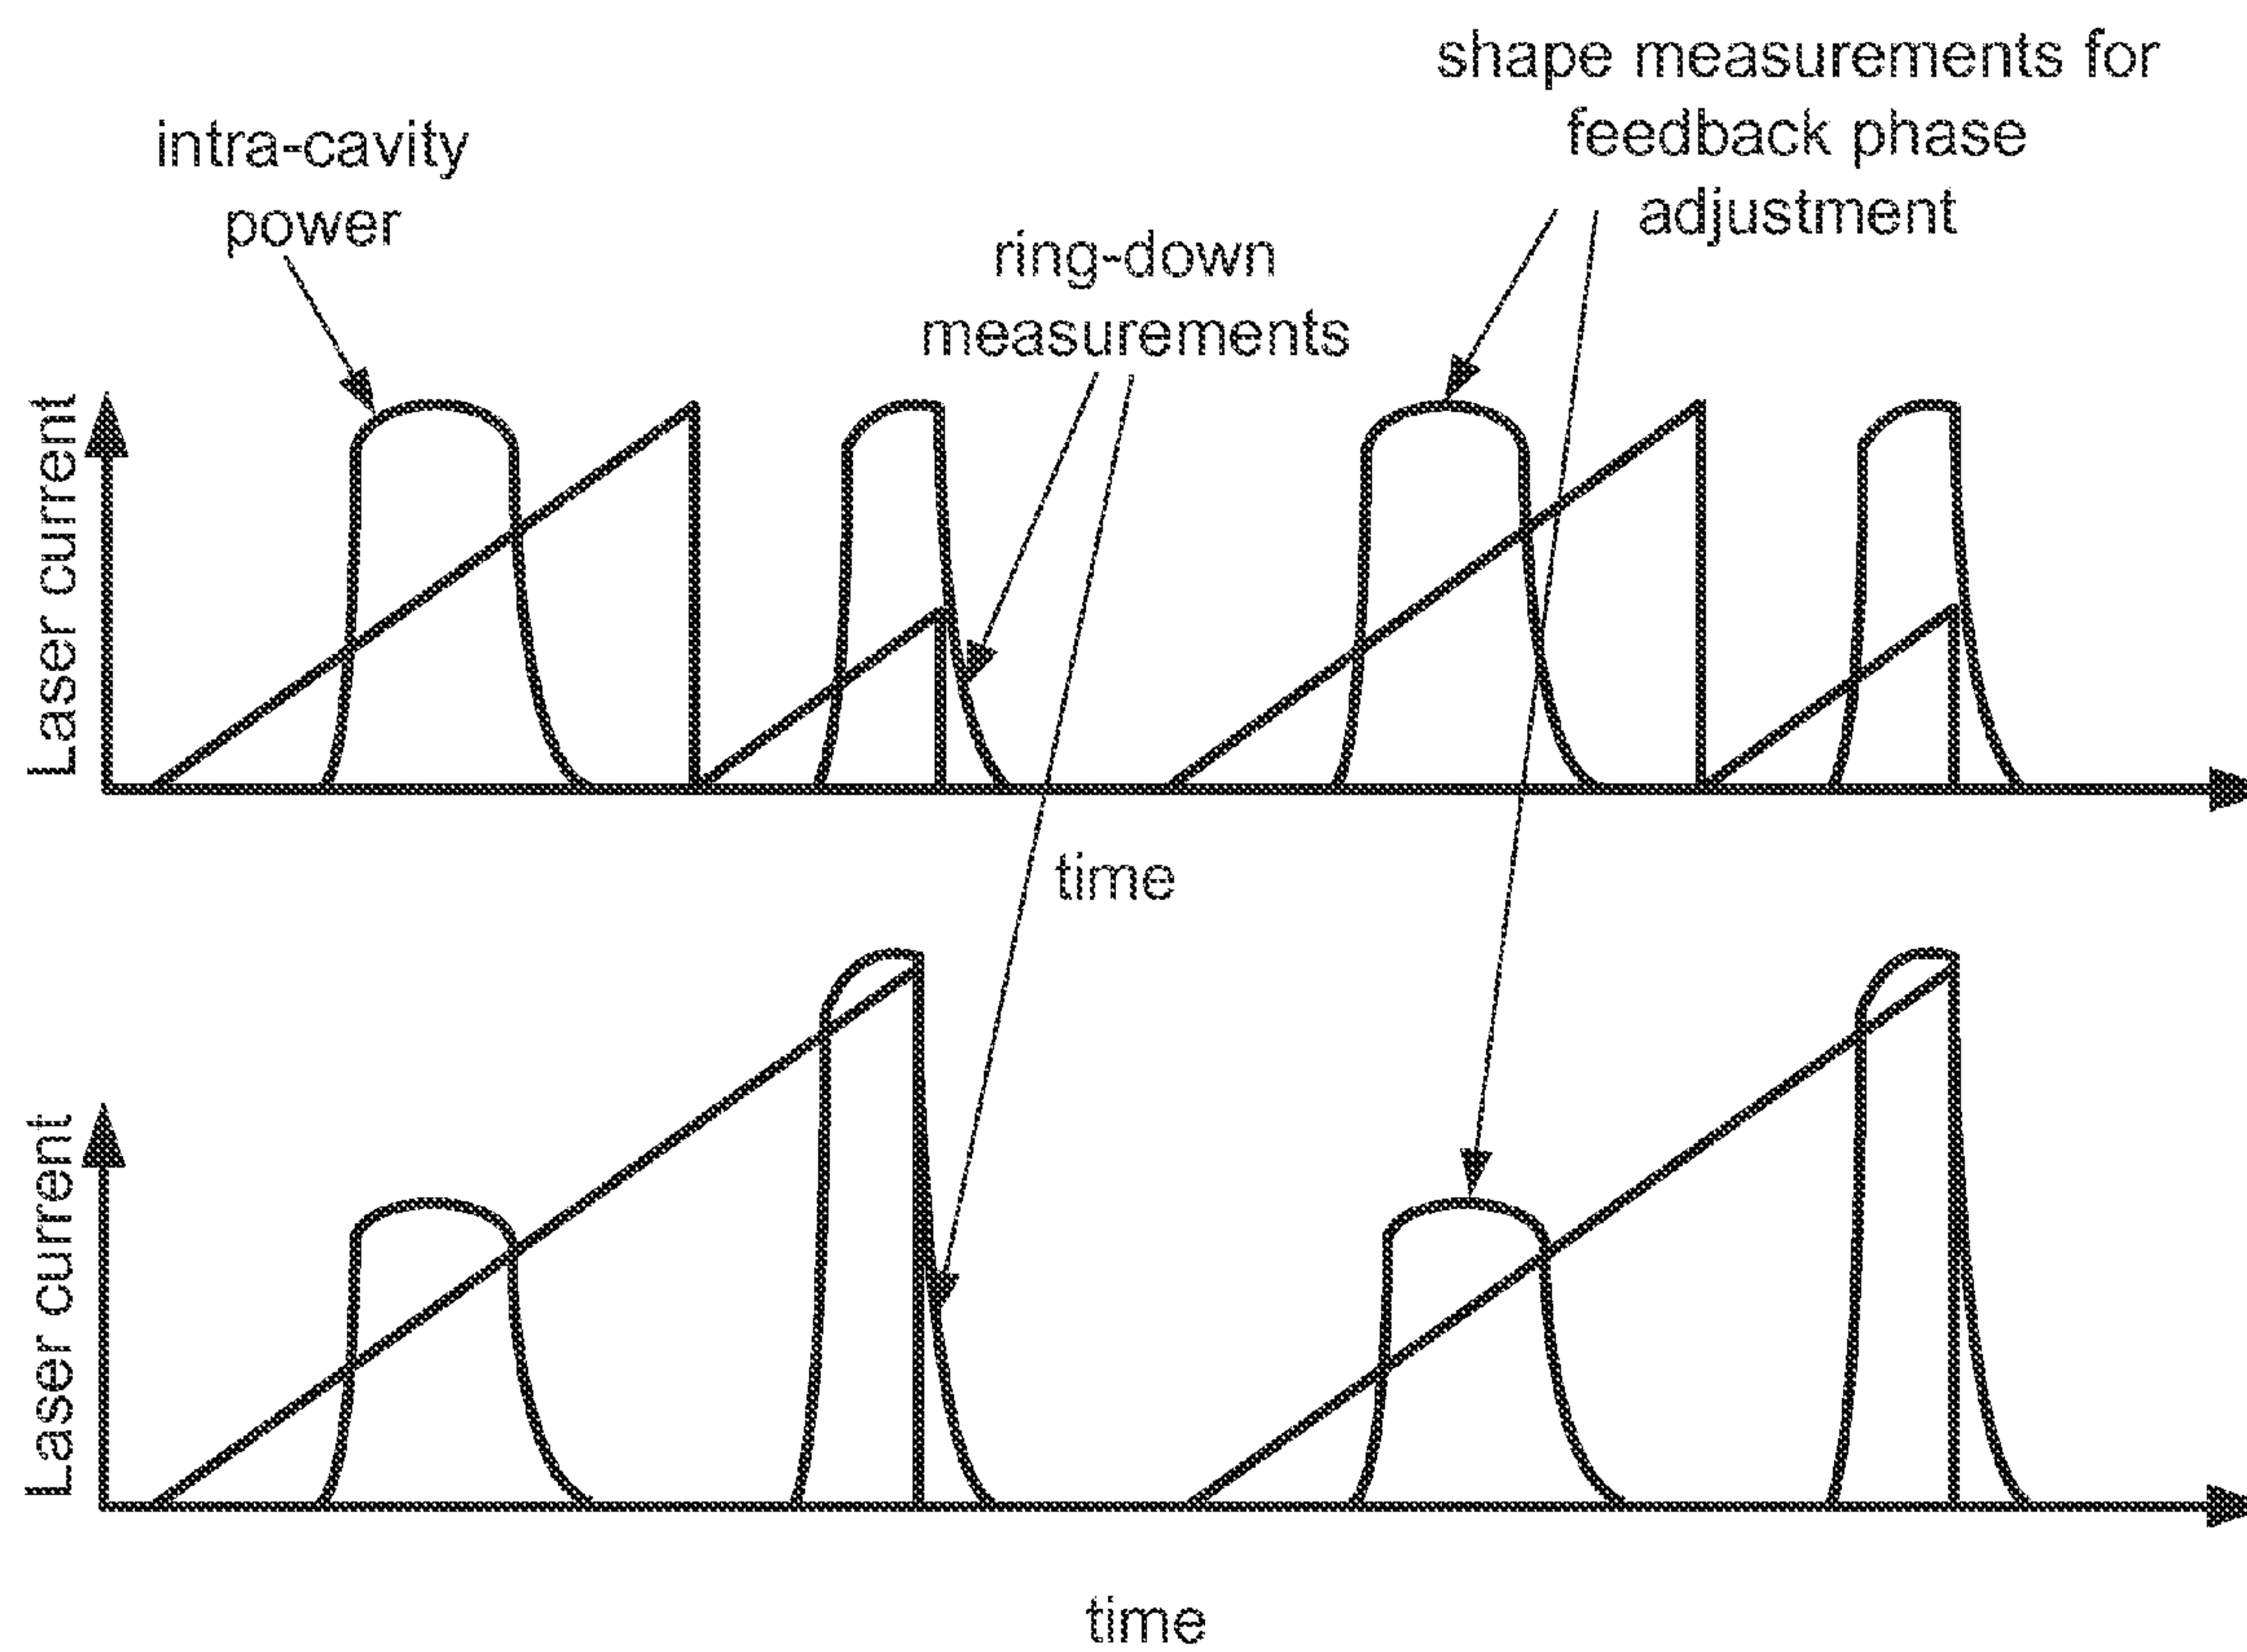 shape measurements for
feedback phase
adjustment
intra-cavity
power
ring-down
measurements
Laser current
time
Laser current
time